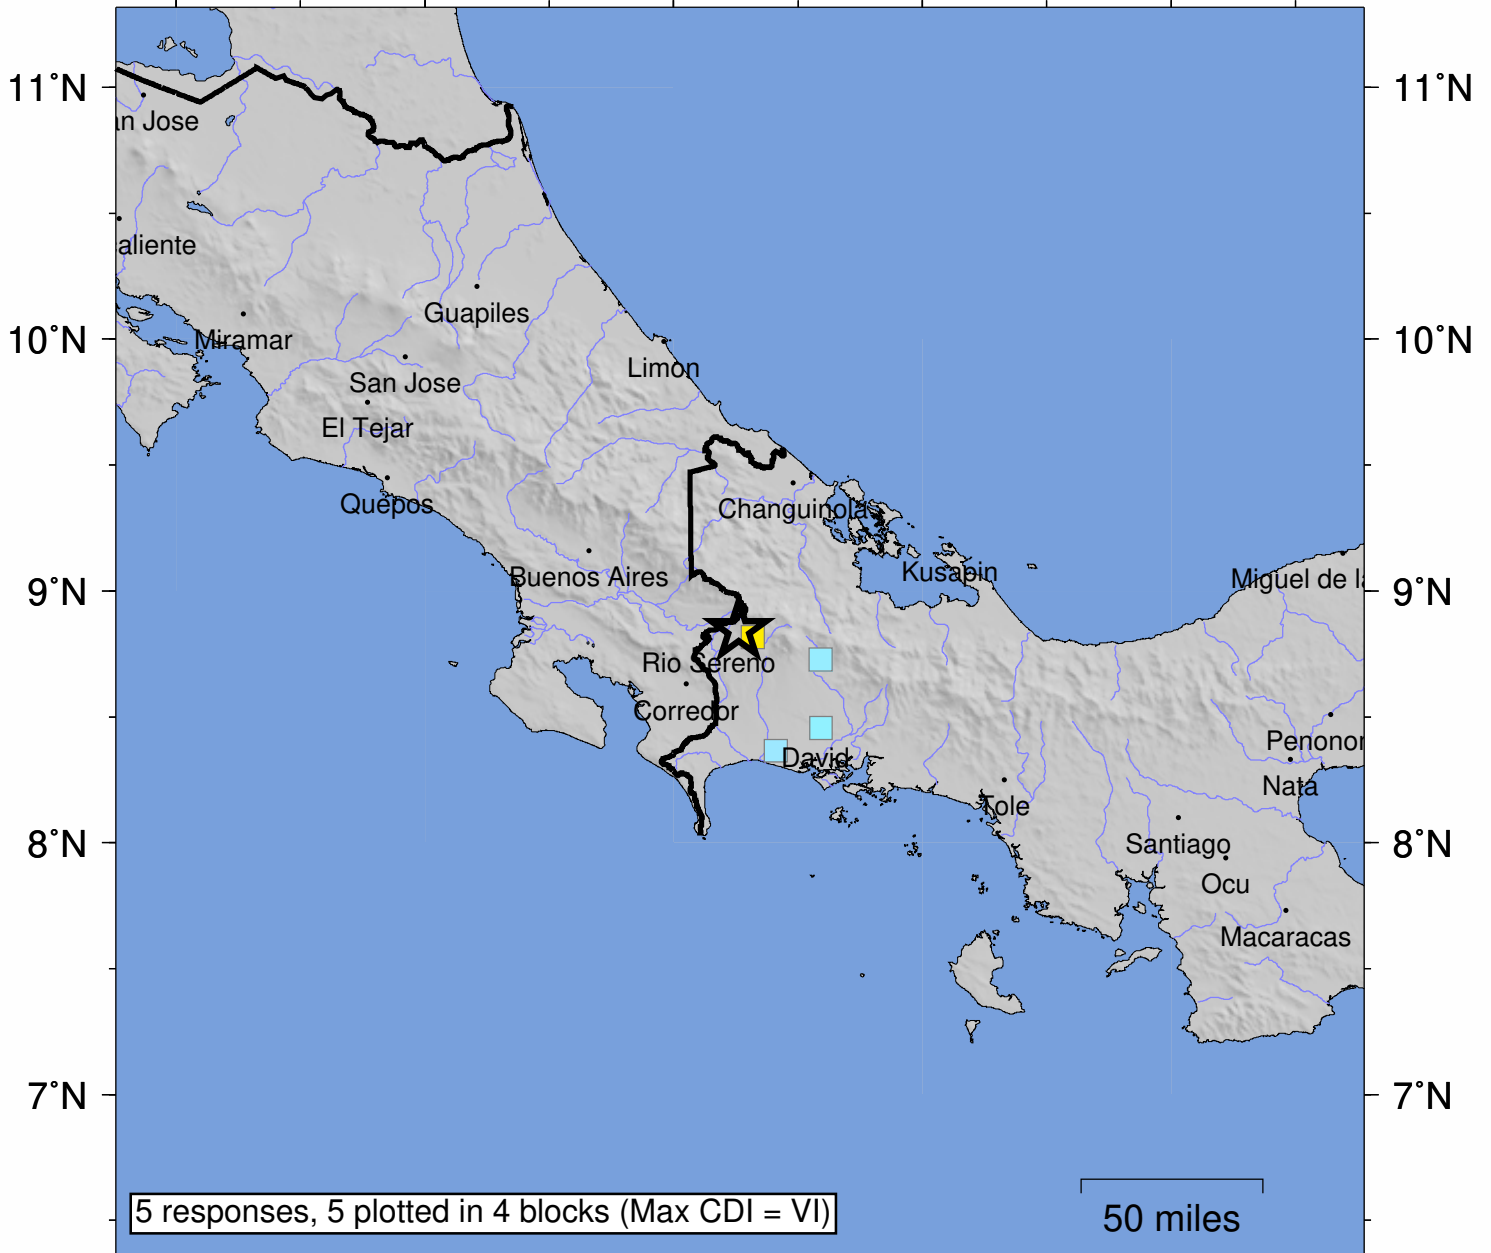 11°N 11°N
an Jose
aliente
Guapiles
Miramar
10°N 10°N
Limon
San Jose
El Tejar
Quepos
Changuinola
Kusapin
Buenos Aires
Miguel de la
9°N 9°N
Rio Sereno
Corredor
Penonom
David
Nata
Tole
8°N 8°N
Santiago
Ocu
Macaracas
7°N 7°N
5 responses, 5 plotted in 4 blocks (Max CDI = VI)
50 miles